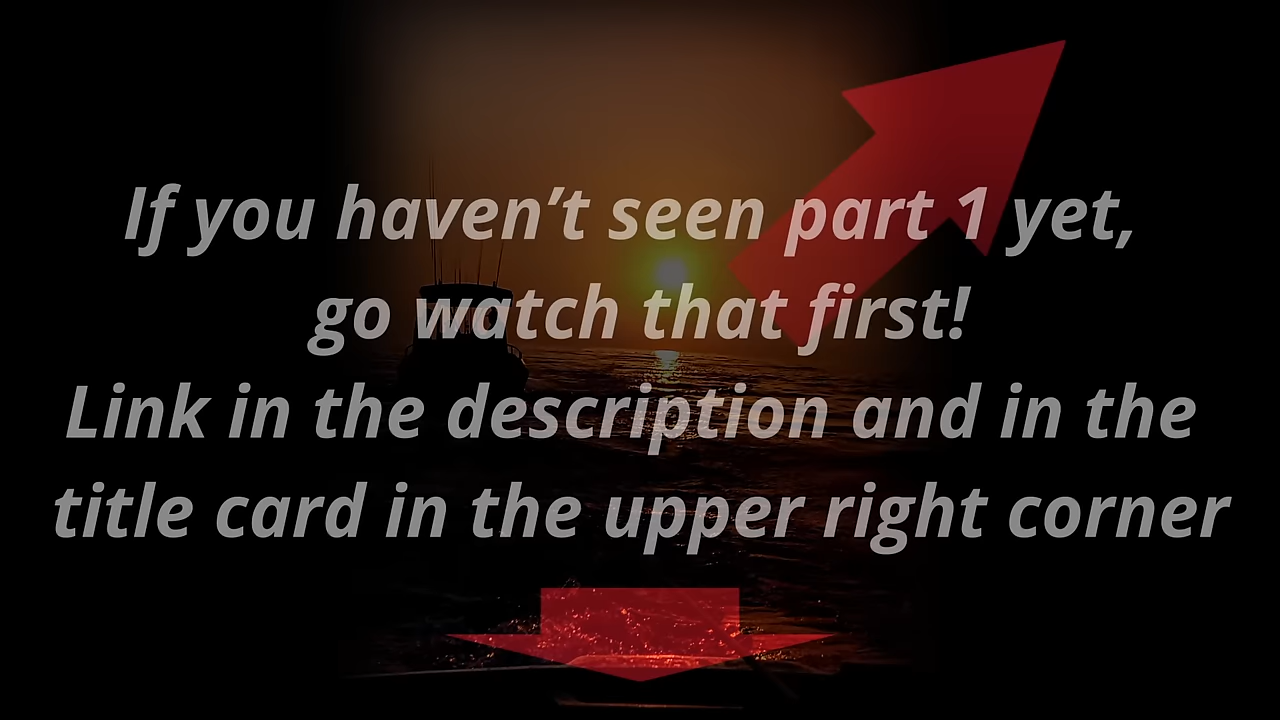 If you haven’t seen part 1 yet,
go watch that first!
Link in the description and in the
title card in the upper right corner